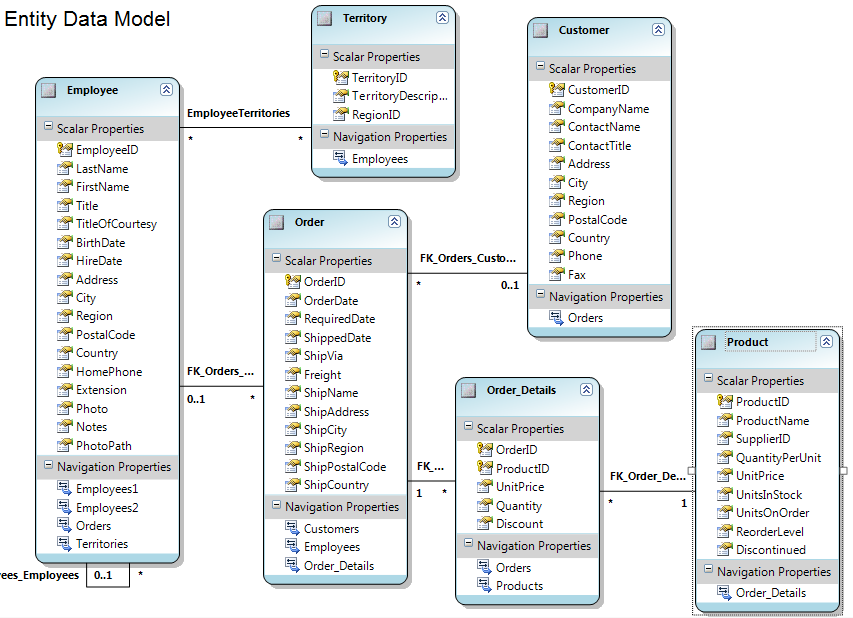 Entity Data Model
Employee
Scalar Properties
EmployeeID
LastName
FirstName
Title
TitleOfCourtesy
BirthDate
HireDate
Address
City
Region
PostalCode
Country
HomePhone
Extension
Photo
Notes
PhotoPath
Navigation Properties
Employees1
Employees2
Orders
Territories
ees_Employees
0..1
*
EmployeeTerritories
*
*
Territory
Scalar Properties
TerritoryID
TerritoryDescrip...
RegionID
Navigation Properties
Employees
FK_Orders_...
0..1
*
Order
Scalar Properties
OrderID
OrderDate
RequiredDate
ShippedDate
ShipVia
Freight
ShipName
ShipAddress
ShipCity
ShipRegion
ShipPostalCode
ShipCountry
Navigation Properties
Customers
Employees
Order_Details
FK_Orders_Custo...
*
0..1
Customer
Scalar Properties
CustomerID
CompanyName
ContactName
ContactTitle
Address
City
Region
PostalCode
Country
Phone
Fax
Navigation Properties
Orders
FK_...
1
*
Order_Details
Scalar Properties
OrderID
ProductID
UnitPrice
Quantity
Discount
Navigation Properties
Orders
Products
FK_Order_De...
*
1
Product
Scalar Properties
ProductID
ProductName
SupplierID
QuantityPerUnit
UnitPrice
UnitsInStock
UnitsOnOrder
ReorderLevel
Discontinued
Navigation Properties
Order_Details